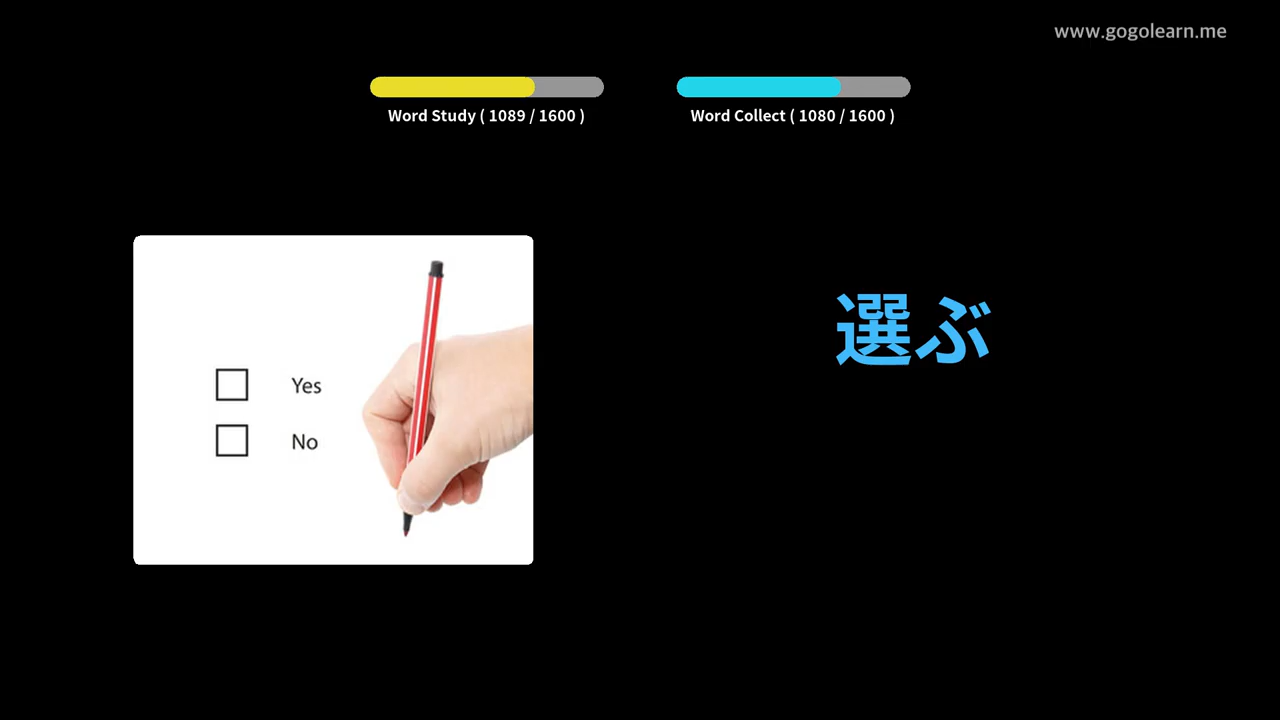 www.gogolearn.me
Word Study ( 1089 / 1600 )
Word Collect ( 1080 / 1600 )
選ぶ
Yes
No